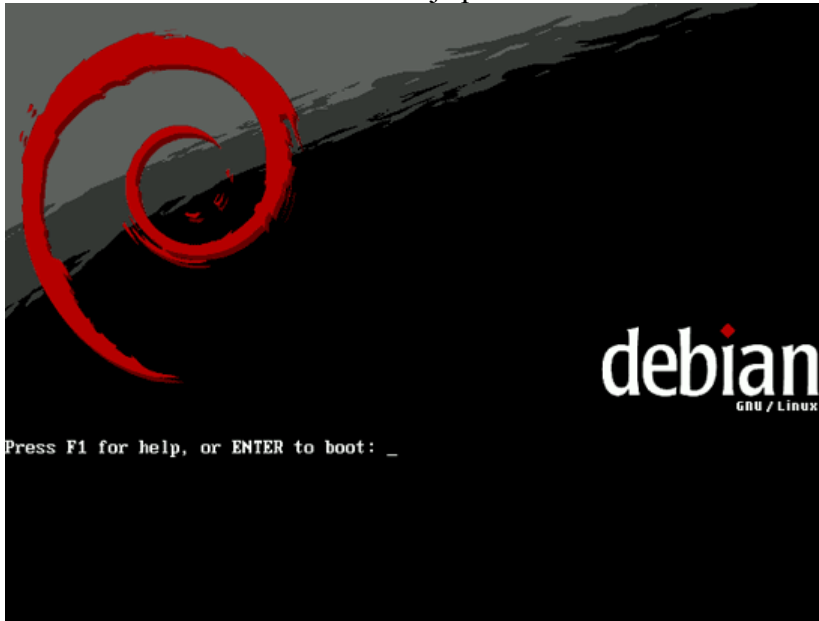 debian
GNU / Linux
Press F1 for help, or ENTER to boot: _